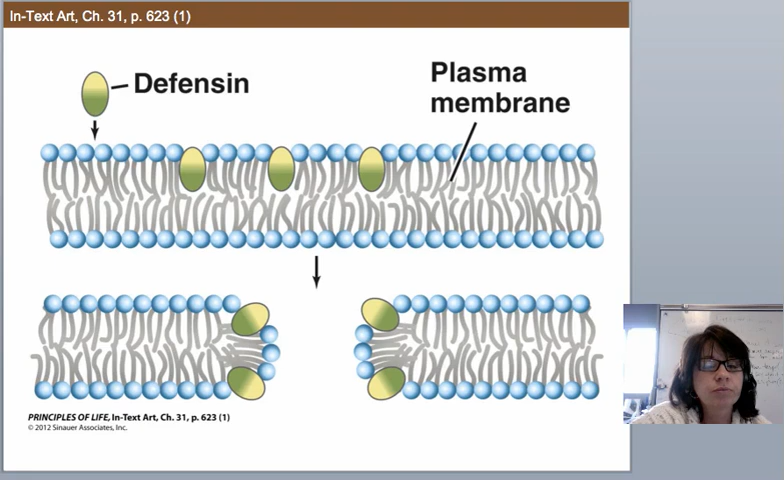 In-Text Art, Ch. 31, p. 623 (1)
Defensin
Plasma
membrane
PRINCIPLES OF LIFE, In-Text Art, Ch. 31, p. 623 (1)
© 2012 Sinauer Associates, Inc.